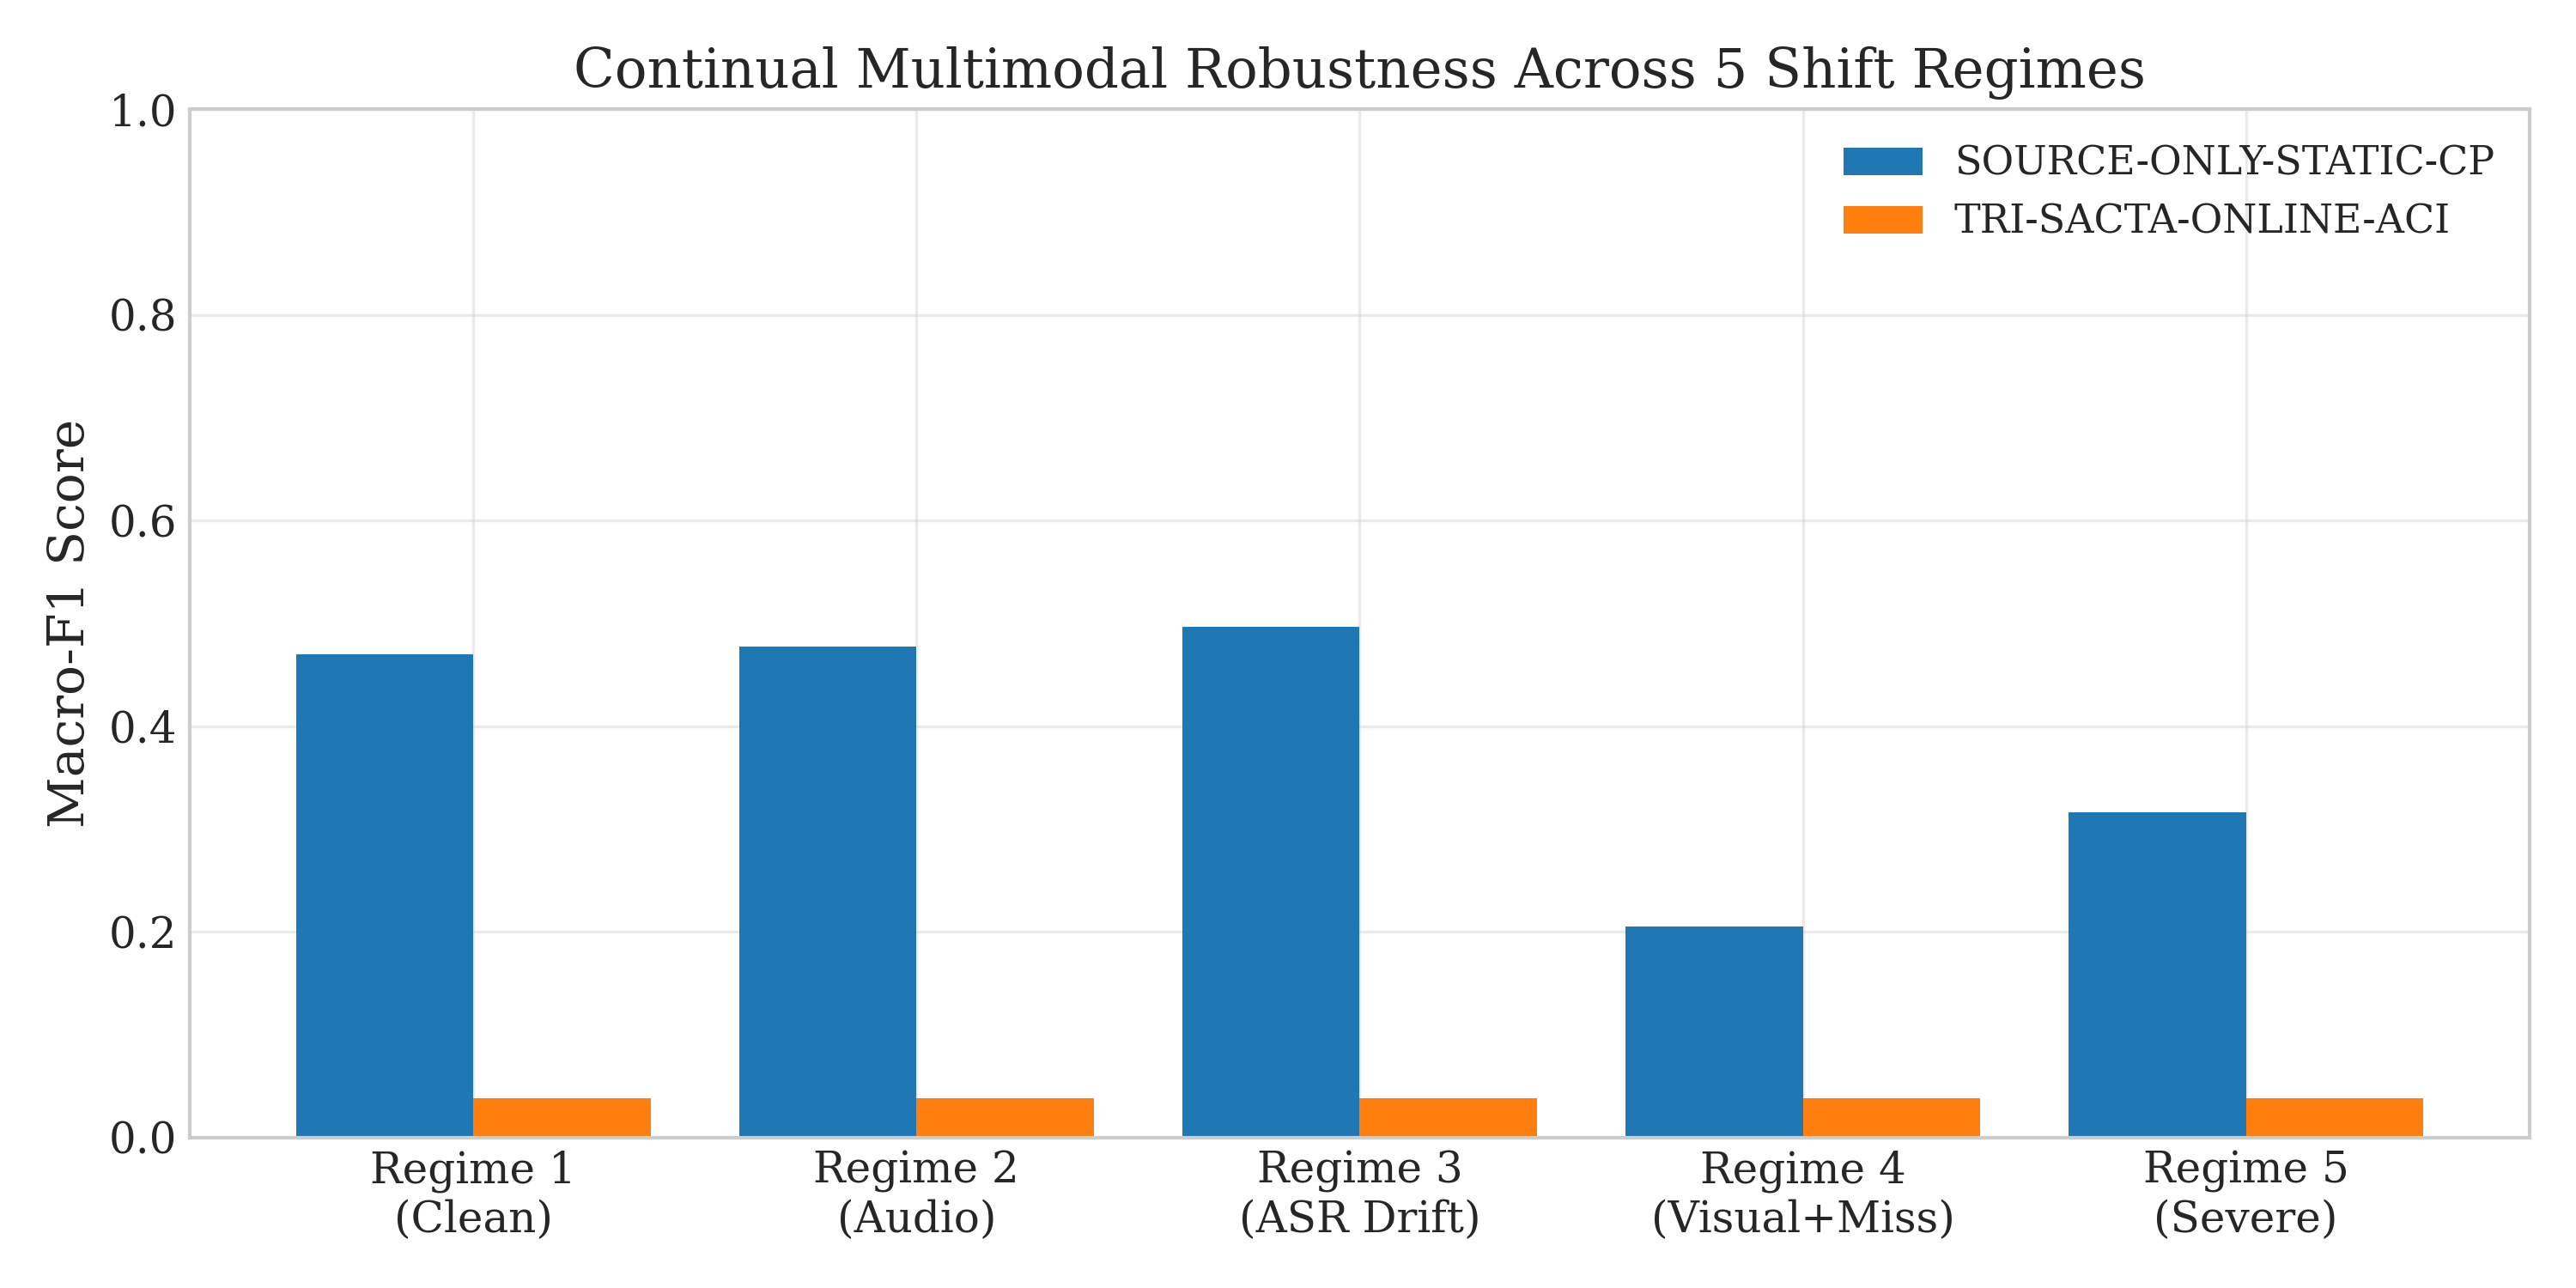 Continual Multimodal Robustness Across 5 Shift Regimes
SOURCE-ONLY-STATIC-CP
TRI-SACTA-ONLINE-ACI
Macro-F1 Score
1.0
0.8
0.6
0.4
0.2
0.0
Regime 1
(Clean)
Regime 2
(Audio)
Regime 3
(ASR Drift)
Regime 4
(Visual+Miss)
Regime 5
(Severe)